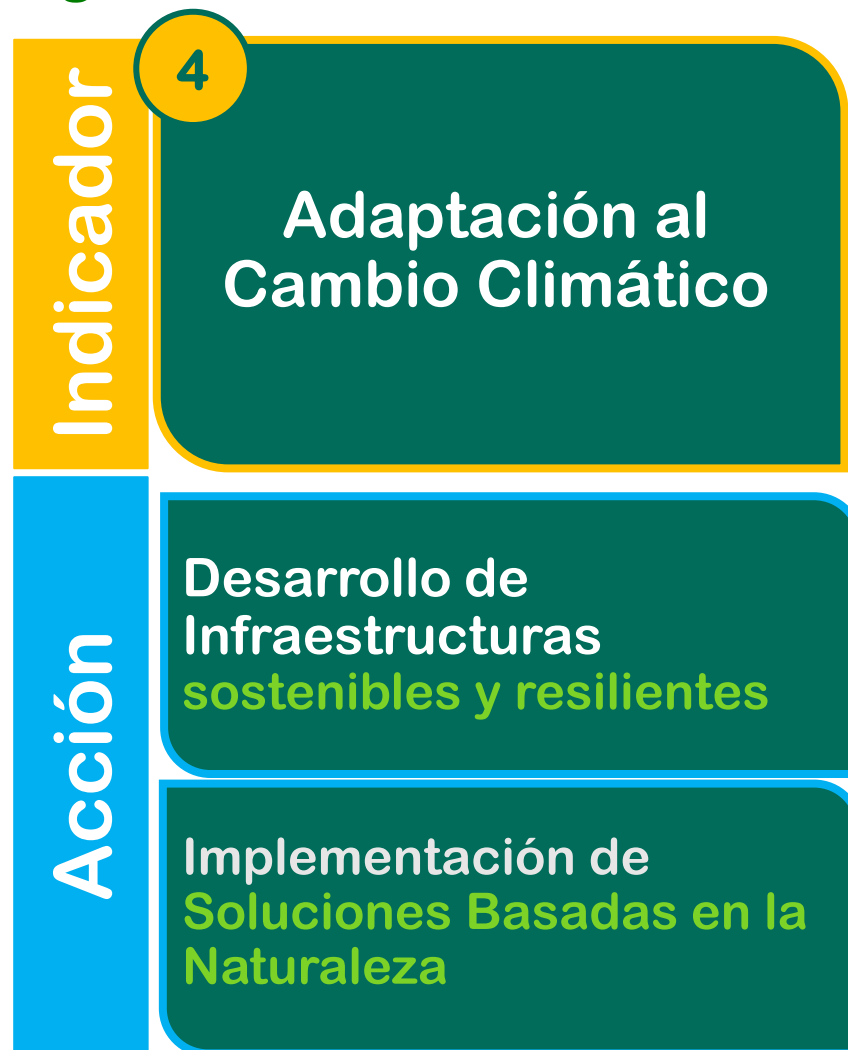 Indicador
4
Adaptación al
Cambio Climático
Acción
Desarrollo de
Infraestructuras
sostenibles y resilientes
Implementación de
Soluciones Basadas en la
Naturaleza